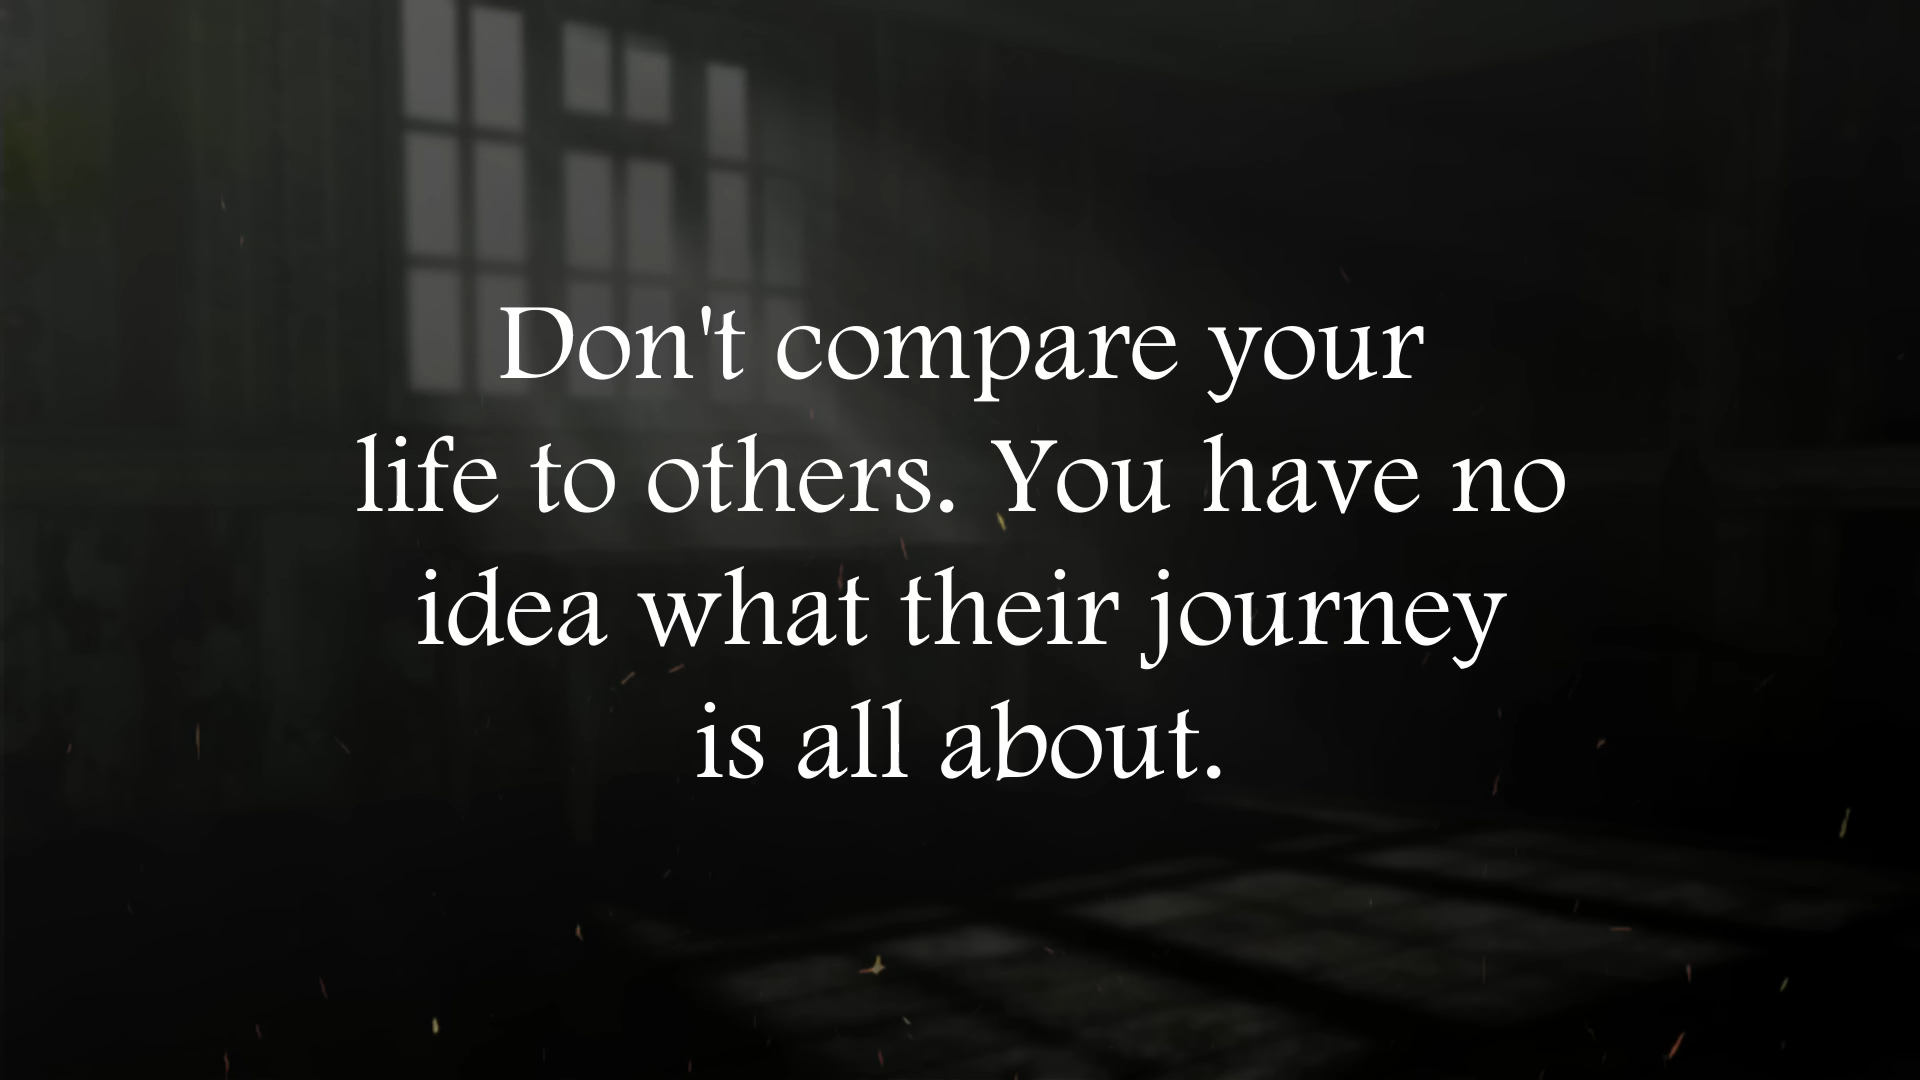 Don't compare your
life to others. You have no
idea what their journey
is all about.